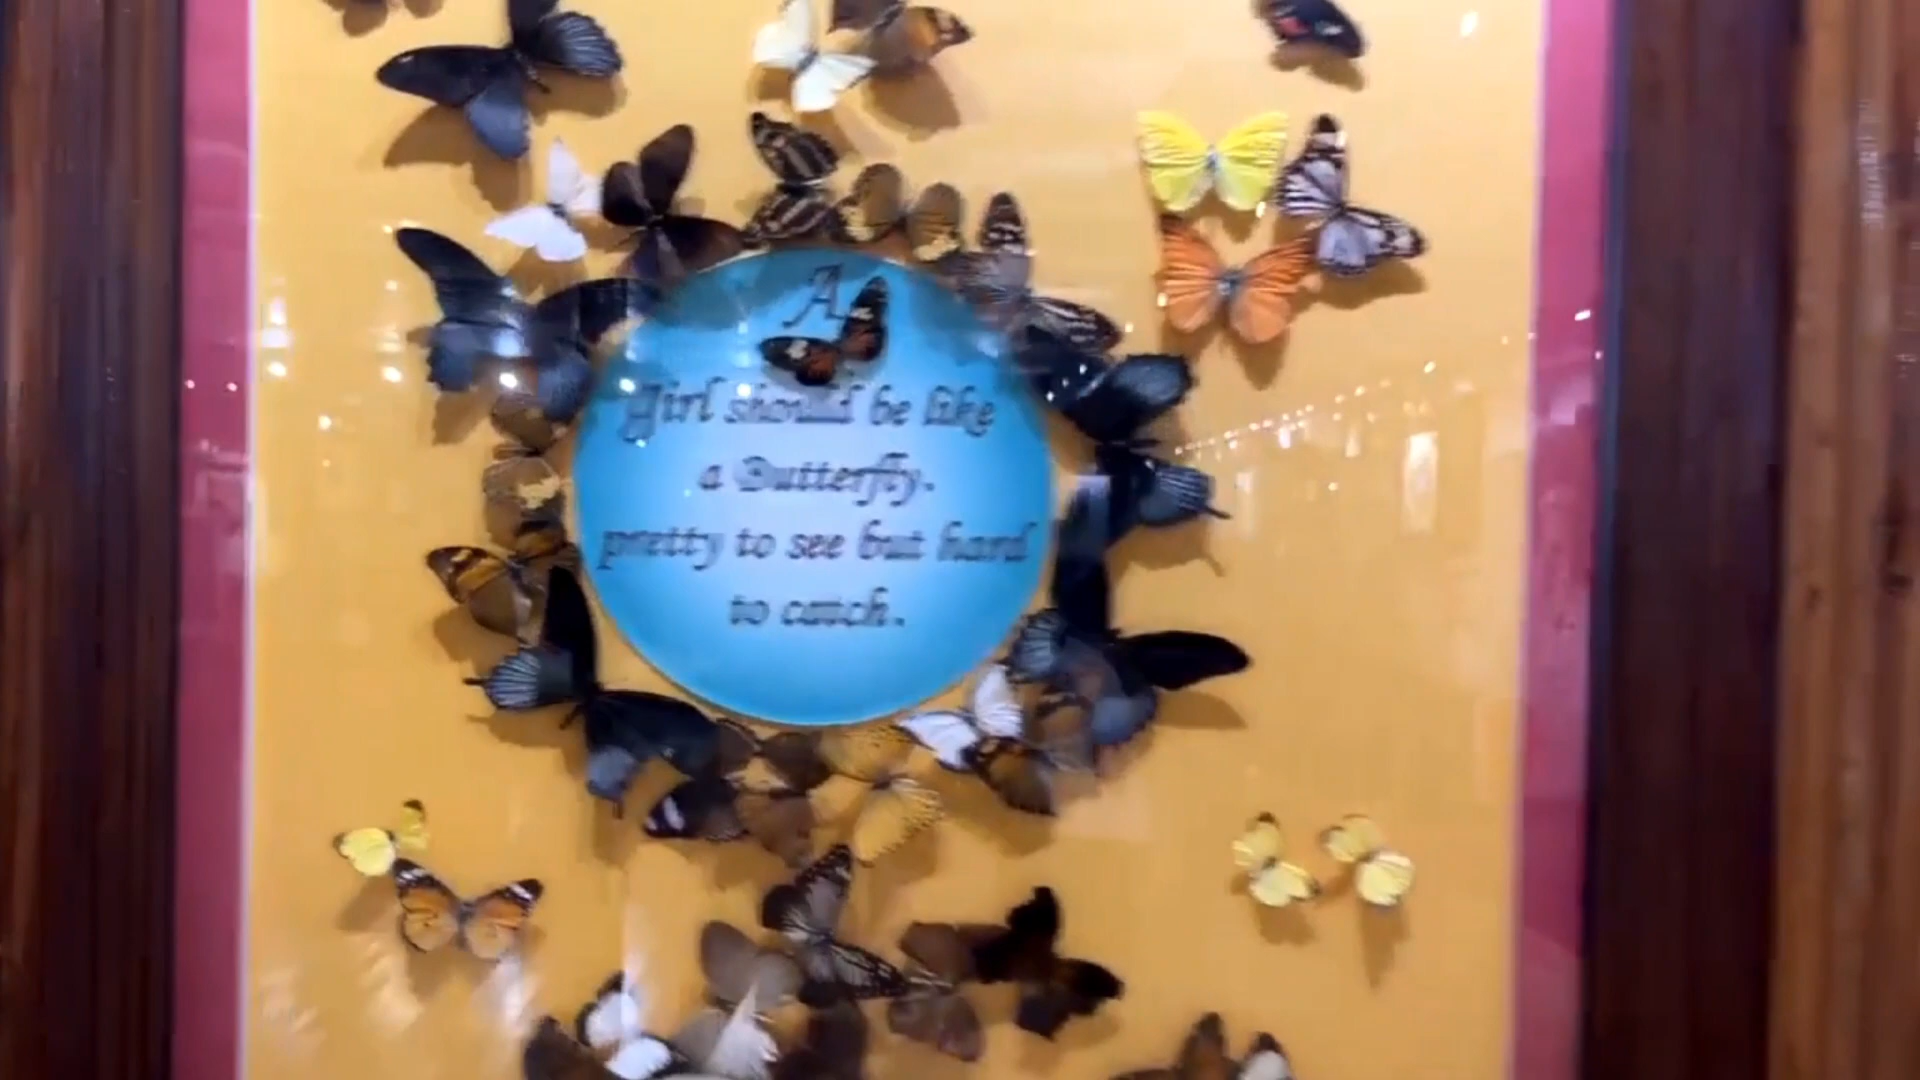 A
Girl should be like
a Butterfly.
pretty to see but hard
to catch.